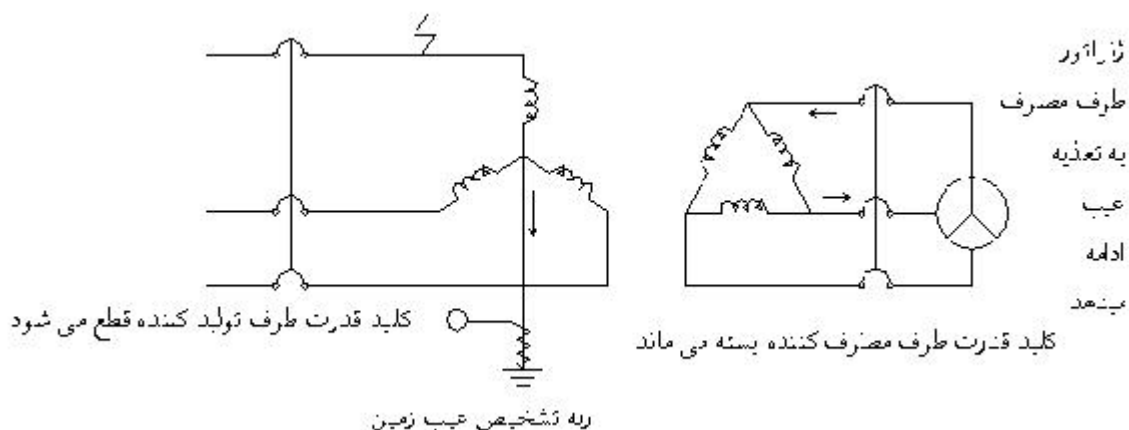 ژنراتور
طرف مصرف
به تغذیه
عیب
ادامه
میدهد
کلید قدرت طرف تولید کننده قطع می شود
کلید قدرت طرف مصرف کننده بسته می ماند
رله تشخیص عیب زمین